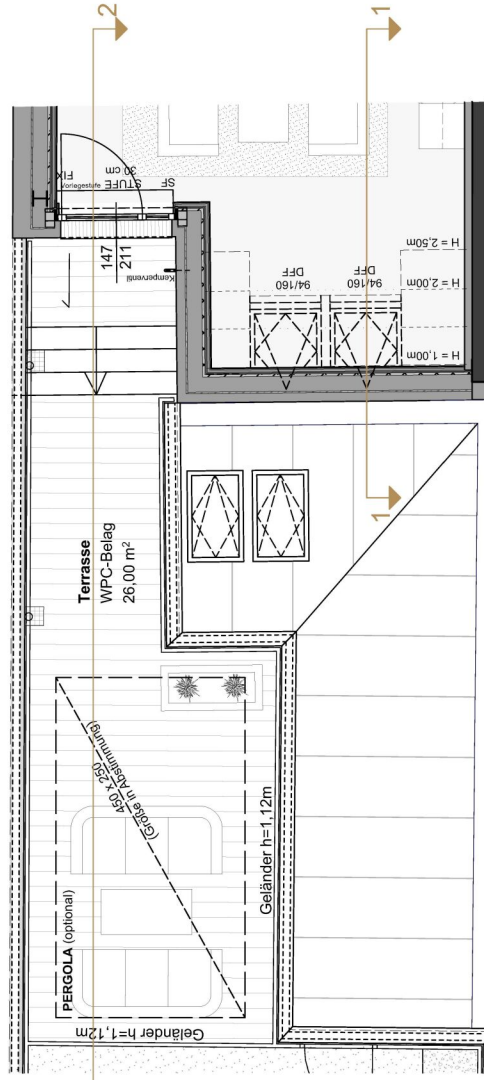 2
1
FIX
Vorlegestufe
STUFE
30 cm
SF
147
211
Kemperventil
DFF
94/160
DFF
94/160
H = 2,50m
H = 2,00m
H = 1,00m
1
Terrasse
WPC-Belag
26,00 m²
450 x 250
(Größe in Abstimmung)
PERGOLA (optional)
Geländer h=1,12m
Geländer h=1,12m